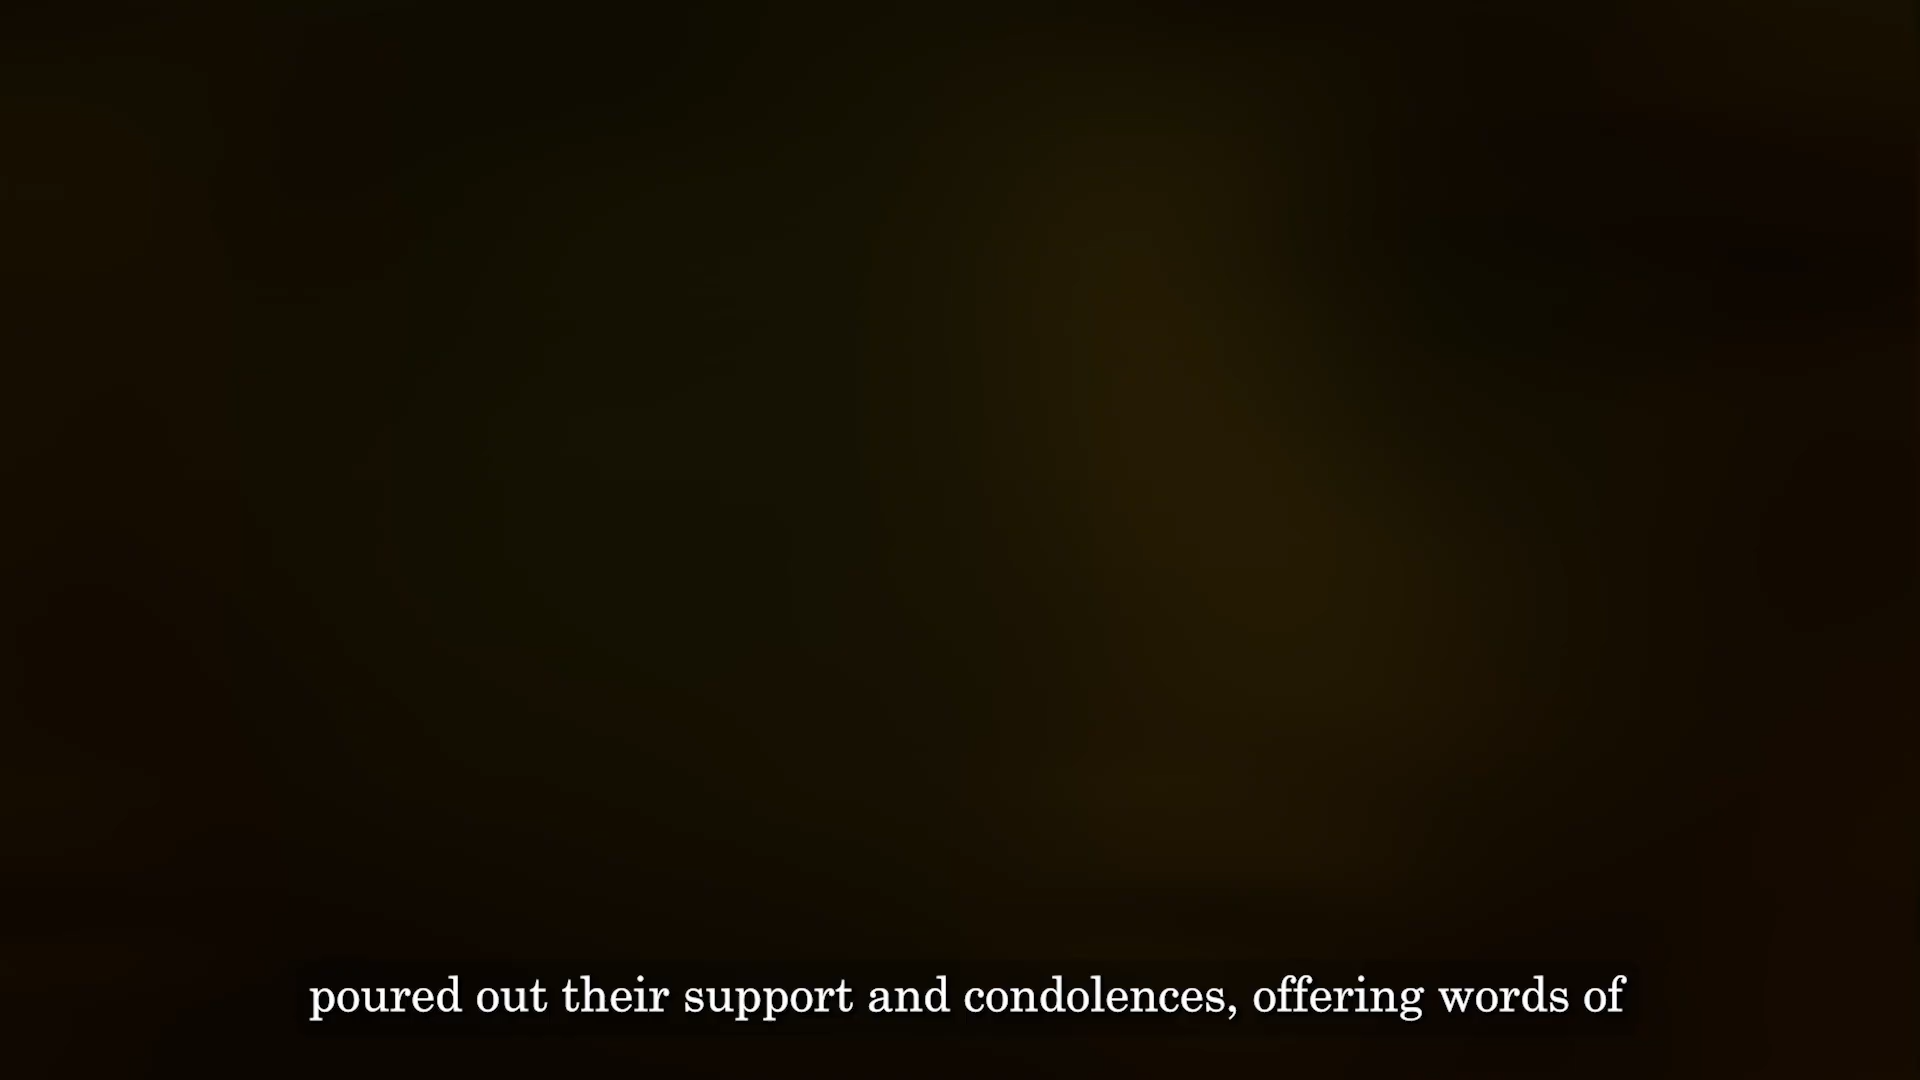 poured out their support and condolences, offering words of